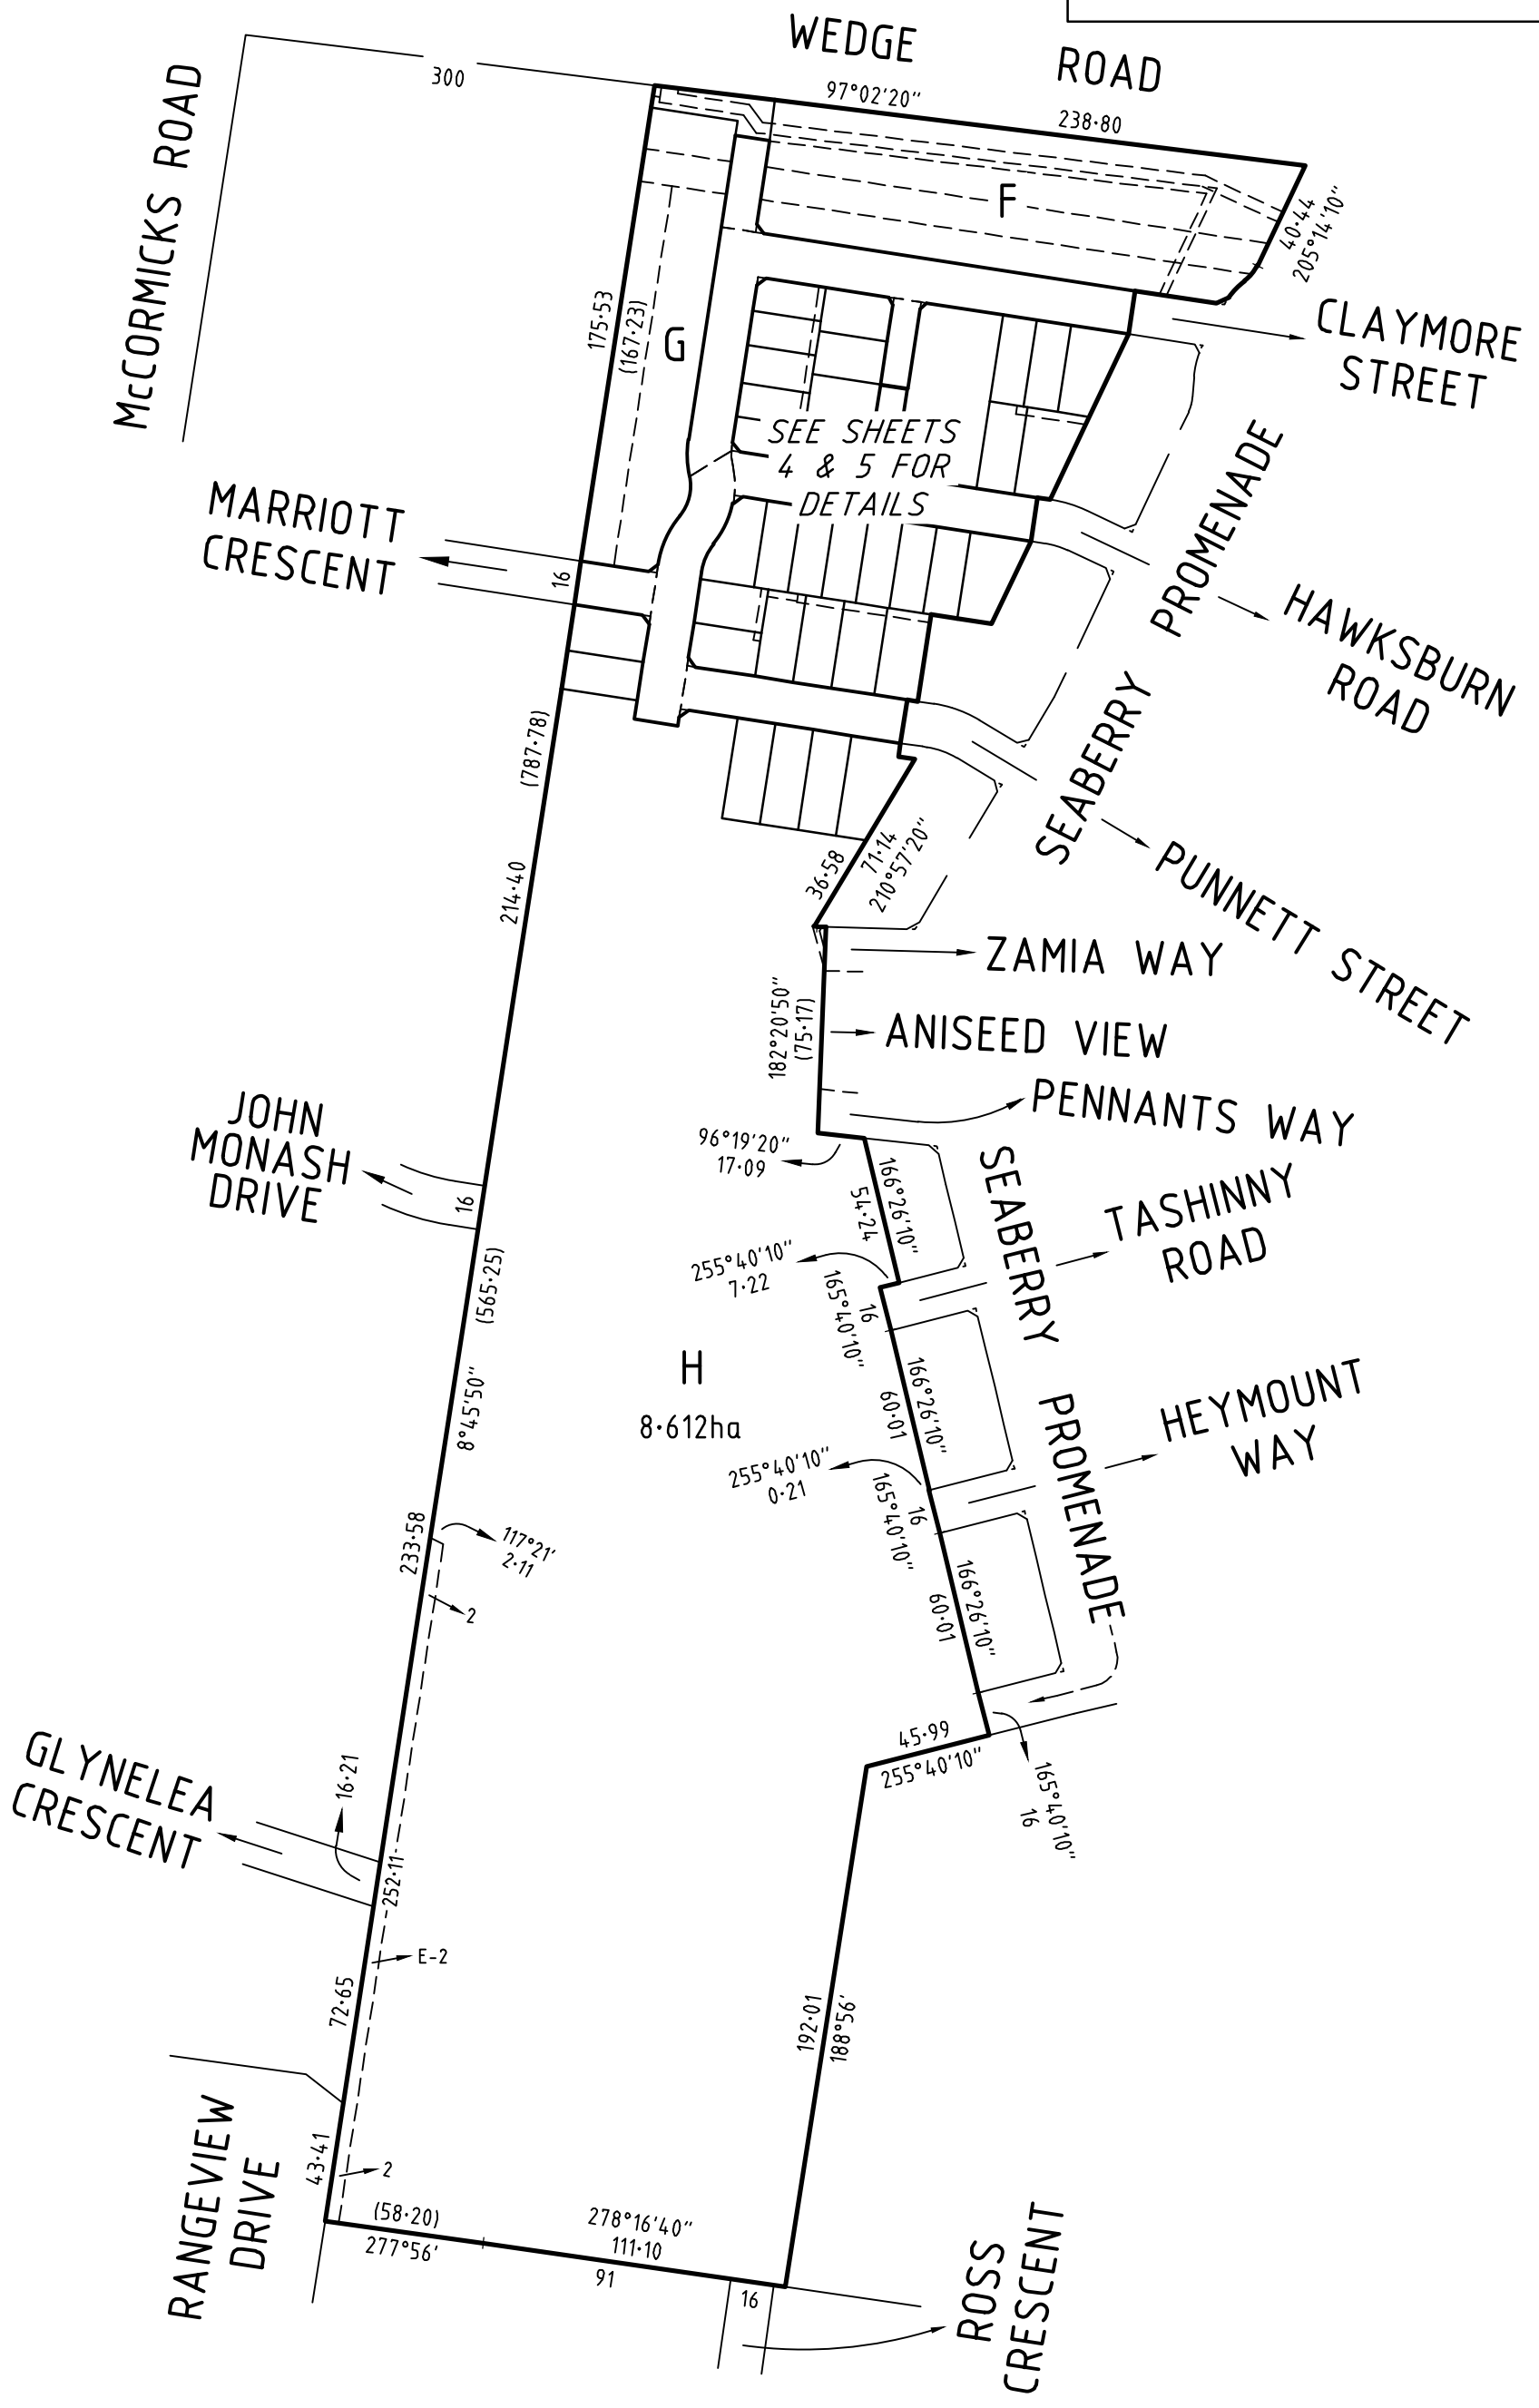 WEDGE ROAD
300
97°02'20"
238·80
McCORMICKS ROAD
F
40·44
205°14'10"
175·53
(167·23)
G
CLAYMORE
STREET
SEE SHEETS
4 & 5 FOR
DETAILS
MARRIOTT
CRESCENT
16
SEABERRY PROMENADE
HAWKSBURN
ROAD
(787·78)
214·40
36·58
71·14
210°57'20"
PUNNETT STREET
ZAMIA WAY
182°20'50"
(75·17)
ANISEED VIEW
PENNANTS WAY
JOHN
MONASH
DRIVE
16
96°19'20"
17·09
166°26'10"
54·24
SEABERRY PROMENADE
TASHINNY
ROAD
255°40'10"
7·22
16
165°40'10"
(565·25)
8°45'50"
H
8·612ha
166°26'10"
60·01
HEYMOUNT
WAY
255°40'10"
0·21
16
165°40'10"
233·58
117°21'
2·11
2
166°26'10"
60·01
45·99
255°40'10"
165°40'10"
16
GLYNELEA
CRESCENT
16·21
252·11
E-2
72·65
192·01
188°56'
RANGEVIEW
DRIVE
43·41
2
(58·20)
277°56'
278°16'40"
111·10
91
16
ROSS
CRESCENT